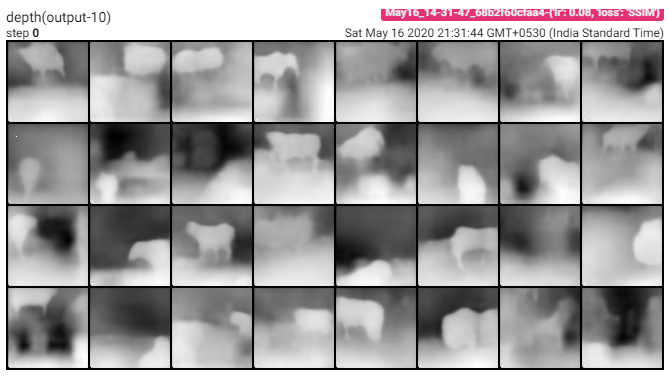 depth(output-10)
May16_14-31-47_68b2f60cfaa4-{'lr': 0.08, 'loss': 'SSIM'}
step 0
Sat May 16 2020 21:31:44 GMT+0530 (India Standard Time)